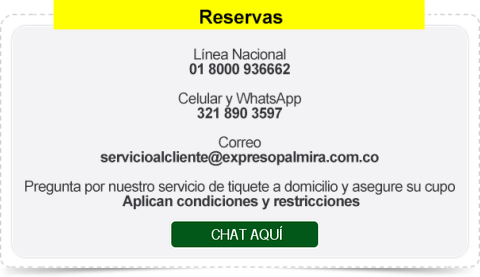 Reservas
Línea Nacional
01 8000 936662
Celular y WhatsApp
321 890 3597
Correo
servicioalcliente@expresopalmira.com.co
Pregunta por nuestro servicio de tiquete a domicilio y asegure su cupo
Aplican condiciones y restricciones
CHAT AQUÍ